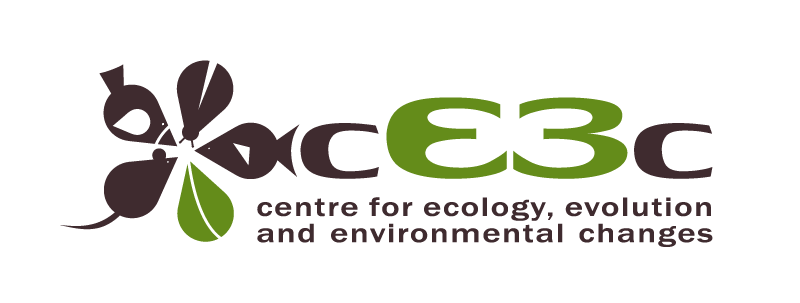 cE3c
centre for ecology, evolution
and environmental changes